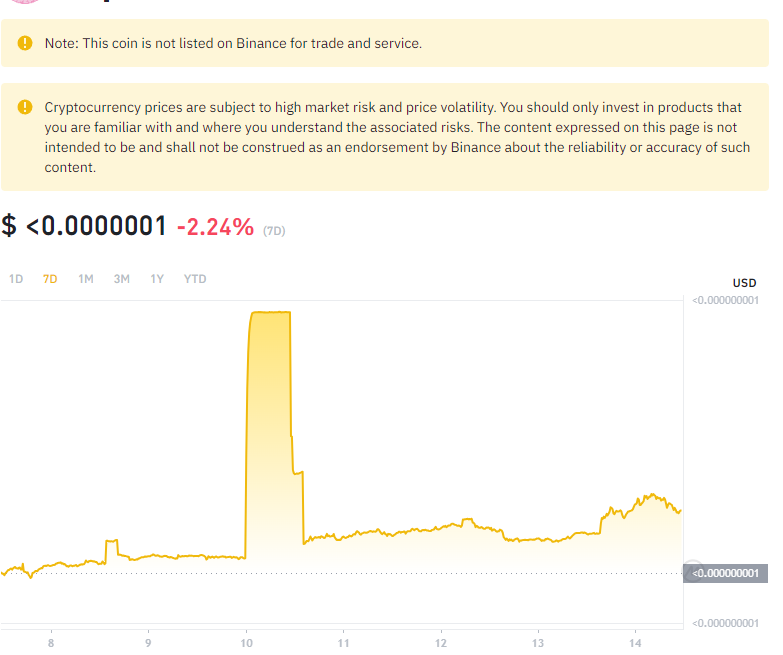 Note: This coin is not listed on Binance for trade and service.
Cryptocurrency prices are subject to high market risk and price volatility. You should only invest in products that
you are familiar with and where you understand the associated risks. The content expressed on this page is not
intended to be and shall not be construed as an endorsement by Binance about the reliability or accuracy of such
content.
$ <0.0000001 -2.24% (7D)
1D 7D 1M 3M 1Y YTD
USD
<0.000000001
<0.000000001
<0.000000001
8 9 10 11 12 13 14